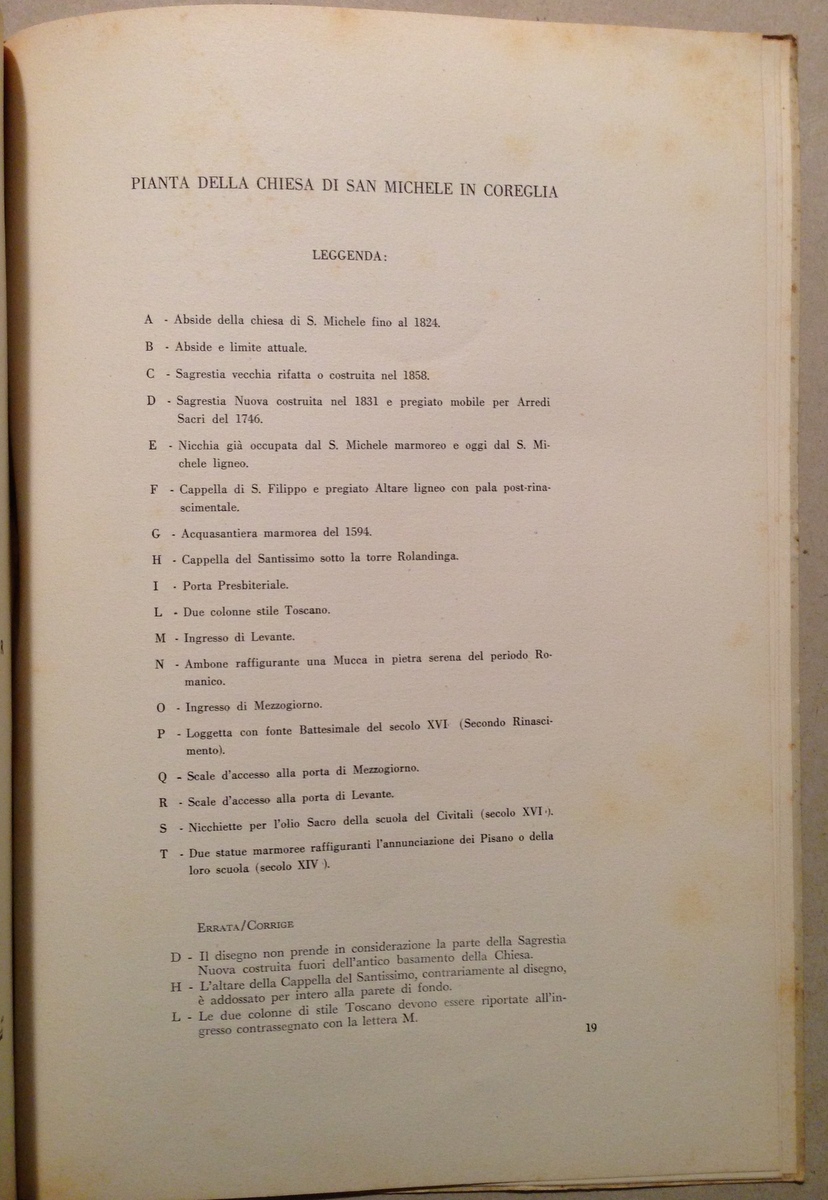 PIANTA DELLA CHIESA DI SAN MICHELE IN COREGLIA
LEGGENDA:
A - Abside della chiesa di S. Michele fino al 1824.
B - Abside e limite attuale.
C - Sagrestia vecchia rifatta o costruita nel 1858.
D - Sagrestia Nuova costruita nel 1831 e pregiato mobile per Arredi
Sacri del 1746.
E - Nicchia già occupata dal S. Michele marmoreo e oggi dal S. Mi-
chele ligneo.
F - Cappella di S. Filippo e pregiato Altare ligneo con pala post-rina-
scimentale.
G - Acquasantiera marmorea del 1594.
H - Cappella del Santissimo sotto la torre Rolandinga.
I - Porta Presbiteriale.
L - Due colonne stile Toscano.
M - Ingresso di Levante.
N - Ambone raffigurante una Mucca in pietra serena del periodo Ro-
manico.
O - Ingresso di Mezzogiorno.
P - Loggetta con fonte Battesimale del secolo XVI (Secondo Rinasci-
mento).
Q - Scale d'accesso alla porta di Mezzogiorno.
R - Scale d'accesso alla porta di Levante.
S - Nicchiette per l'olio Sacro della scuola del Civitali (secolo XVI).
T - Due statue marmoree raffiguranti l'annunciazione dei Pisano o della
loro scuola (secolo XIV).
ERRATA/CORRIGE
D - Il disegno non prende in considerazione la parte della Sagrestia
Nuova costruita fuori dell'antico basamento della Chiesa.
H - L'altare della Cappella del Santissimo, contrariamente al disegno,
è addossato per intero alla parete di fondo.
L - Le due colonne di stile Toscano devono essere riportate all'in-
gresso contrassegnato con la lettera M.
19